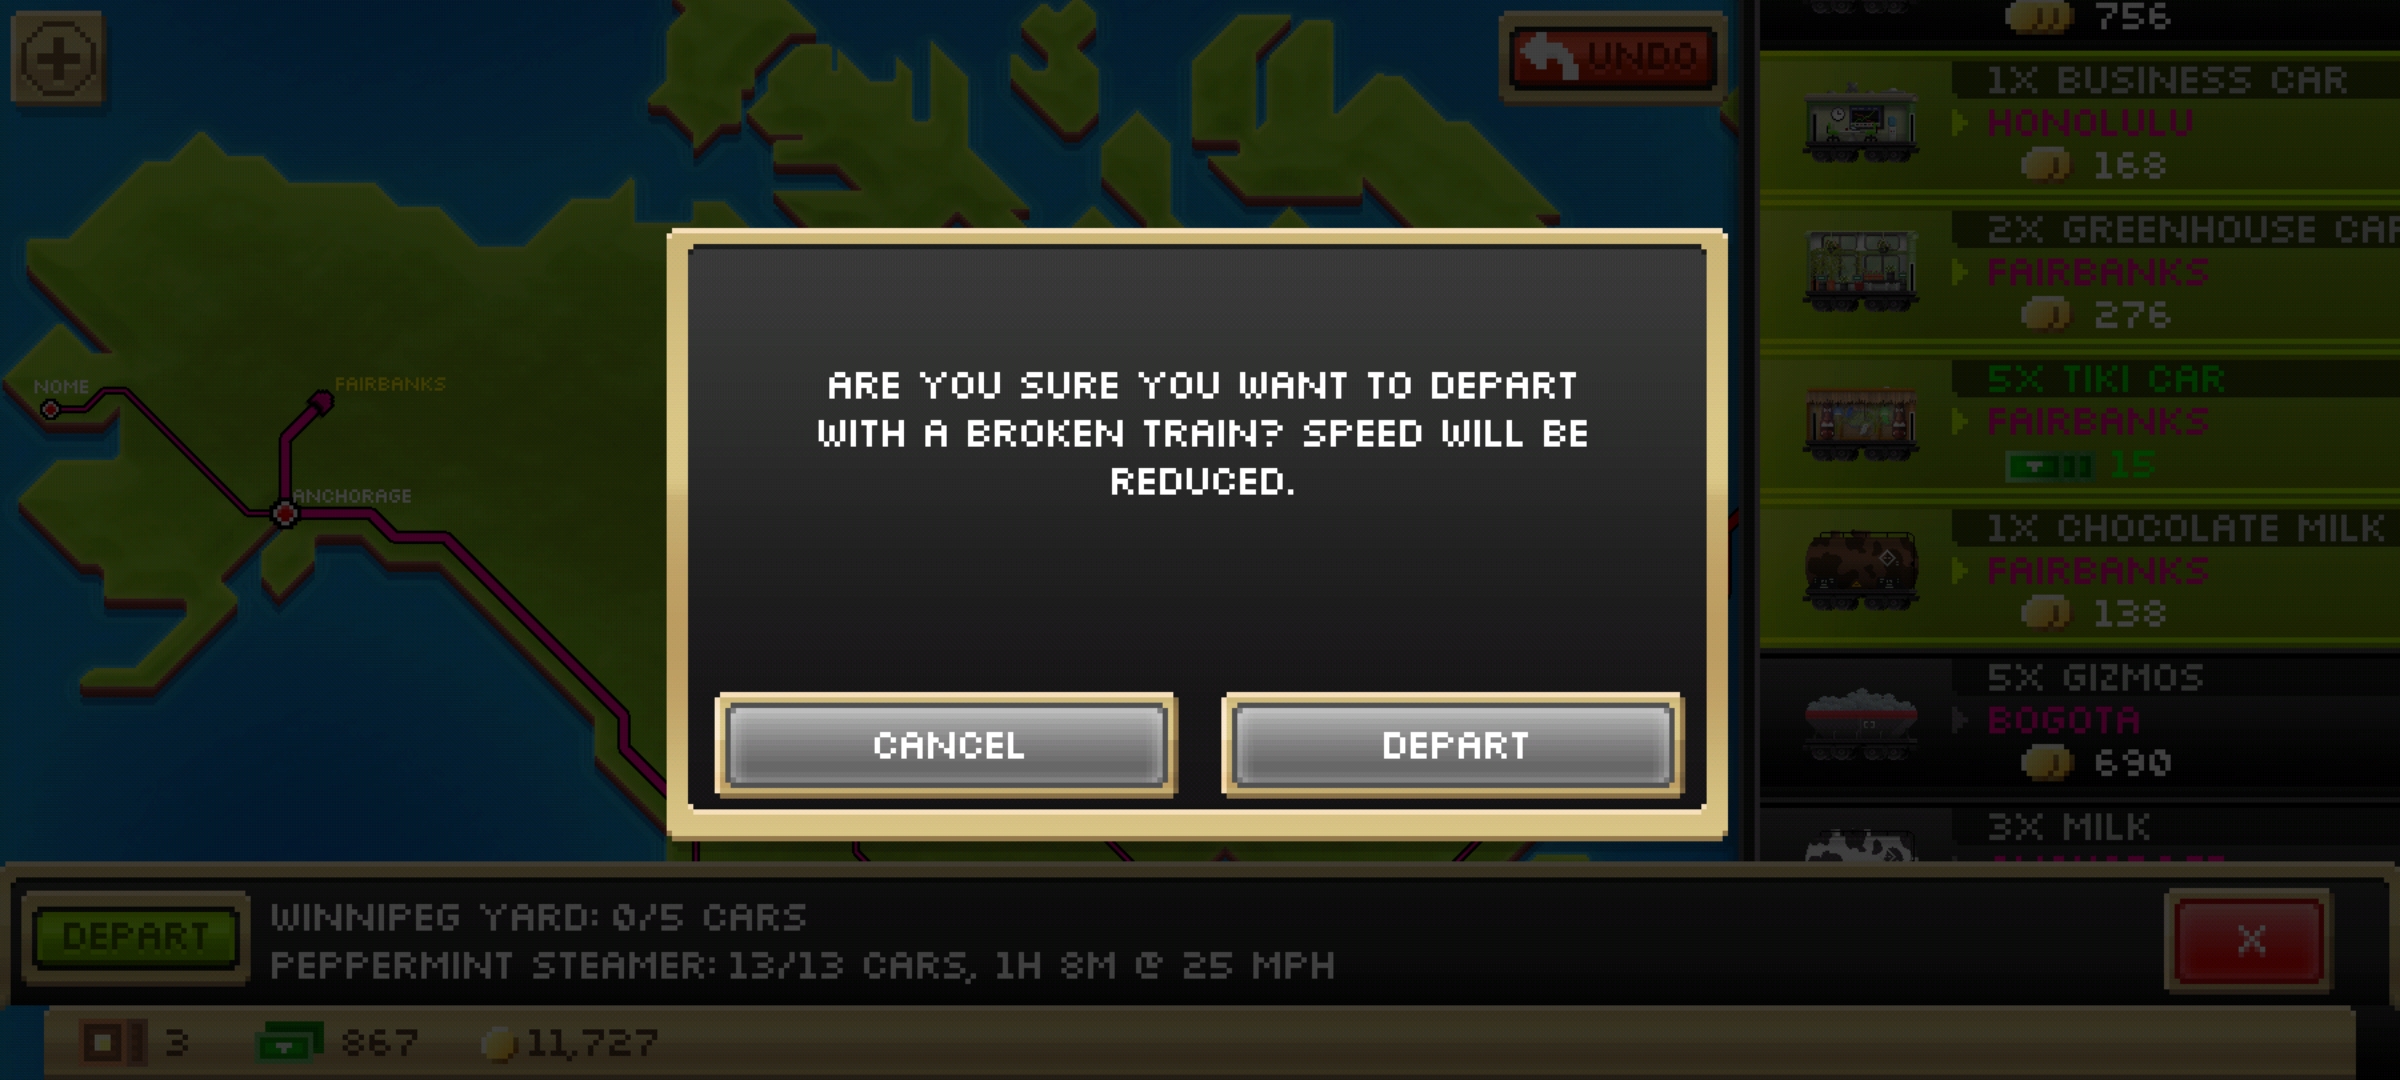 UNDO
756
1X BUSINESS CAR
HONOLULU
168
2X GREENHOUSE CAR
FAIRBANKS
276
5X TIKI CAR
FAIRBANKS
15
1X CHOCOLATE MILK
FAIRBANKS
138
5X GIZMOS
BOGOTA
690
3X MILK
NOME
FAIRBANKS
ANCHORAGE
ARE YOU SURE YOU WANT TO DEPART
WITH A BROKEN TRAIN? SPEED WILL BE
REDUCED.
CANCEL
DEPART
DEPART
WINNIPEG YARD: 0/5 CARS
PEPPERMINT STEAMER: 13/13 CARS, 1H 8M @ 25 MPH
X
3
867
11,727